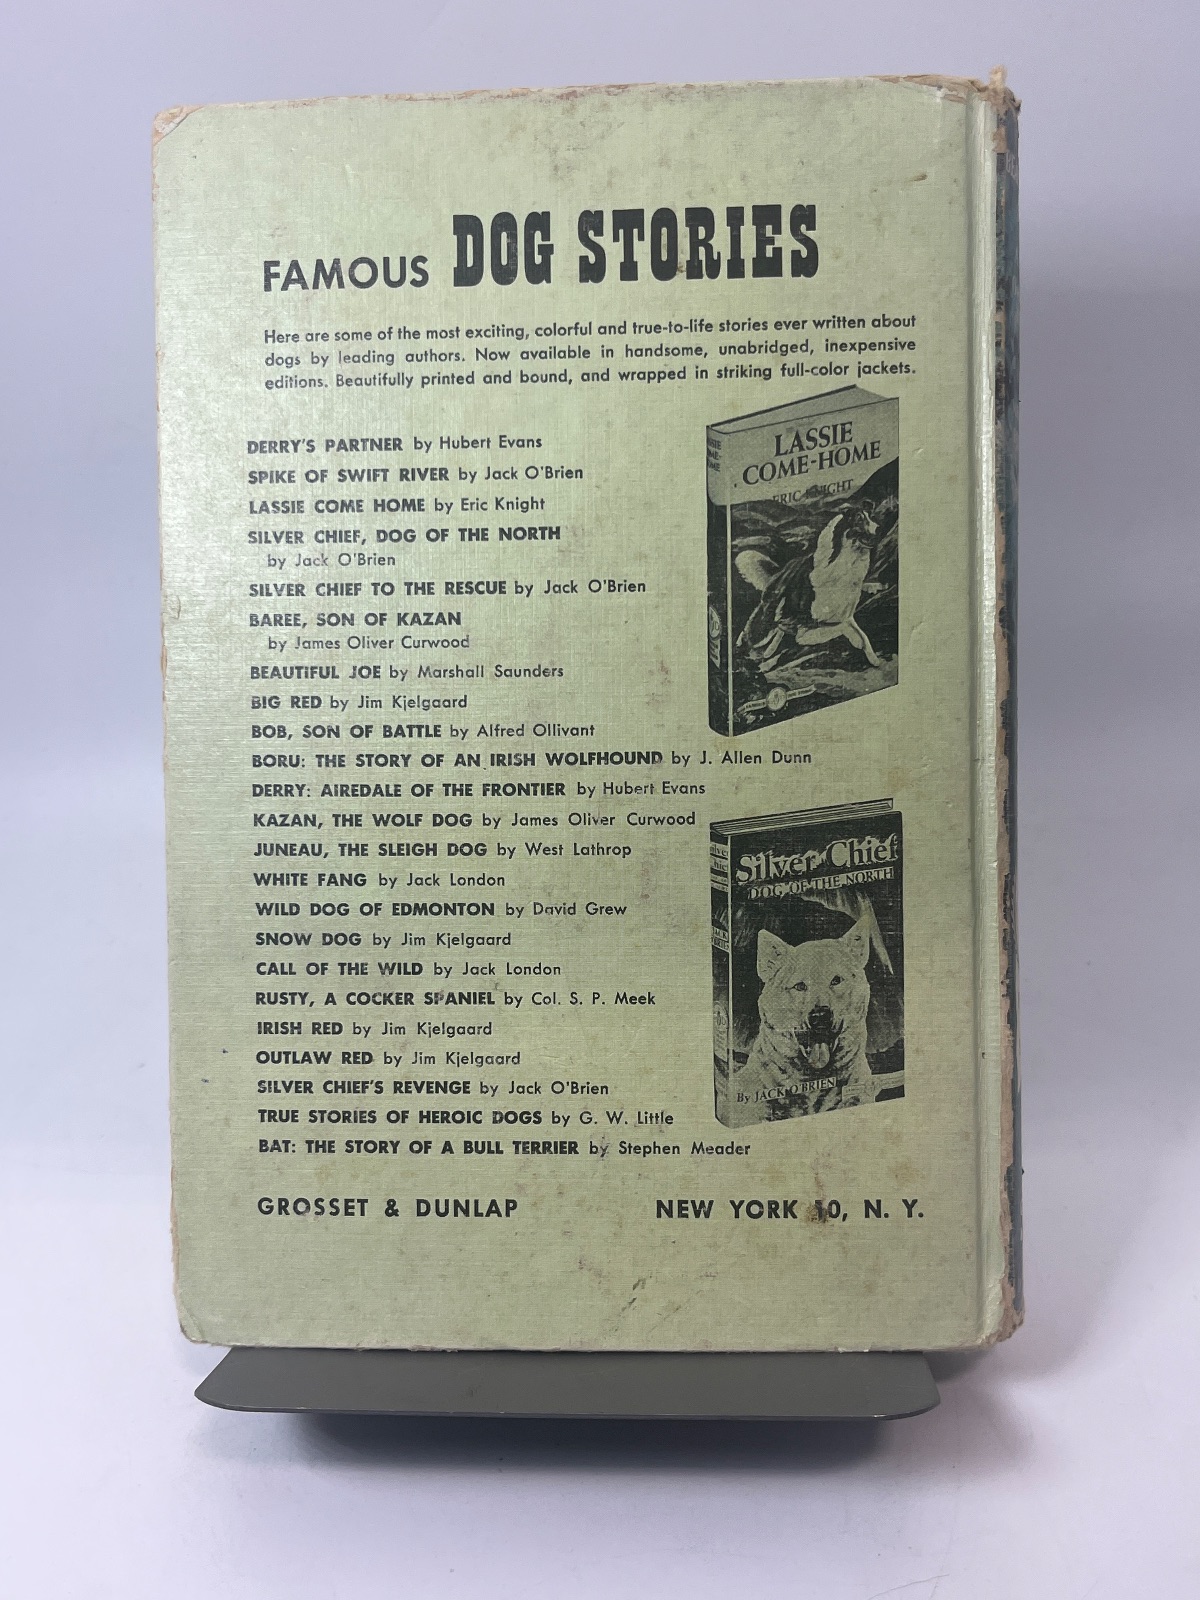 FAMOUS DOG STORIES
Here are some of the most exciting, colorful and true-to-life stories ever written about
dogs by leading authors. Now available in handsome, unabridged, inexpensive
editions. Beautifully printed and bound, and wrapped in striking full-color jackets.
DERRY'S PARTNER by Hubert Evans
SPIKE OF SWIFT RIVER by Jack O'Brien
LASSIE COME HOME by Eric Knight
SILVER CHIEF, DOG OF THE NORTH
by Jack O'Brien
SILVER CHIEF TO THE RESCUE by Jack O'Brien
BAREE, SON OF KAZAN
by James Oliver Curwood
BEAUTIFUL JOE by Marshall Saunders
BIG RED by Jim Kjelgaard
BOB, SON OF BATTLE by Alfred Ollivant
BORU: THE STORY OF AN IRISH WOLFHOUND by J. Allen Dunn
DERRY: AIREDALE OF THE FRONTIER by Hubert Evans
KAZAN, THE WOLF DOG by James Oliver Curwood
JUNEAU, THE SLEIGH DOG by West Lathrop
WHITE FANG by Jack London
WILD DOG OF EDMONTON by David Grew
SNOW DOG by Jim Kjelgaard
CALL OF THE WILD by Jack London
RUSTY, A COCKER SPANIEL by Col. S. P. Meek
IRISH RED by Jim Kjelgaard
OUTLAW RED by Jim Kjelgaard
SILVER CHIEF'S REVENGE by Jack O'Brien
TRUE STORIES OF HEROIC DOGS by G. W. Little
BAT: THE STORY OF A BULL TERRIER by Stephen Meader
LASSIE
COME-HOME
ERIC KNIGHT
Silver Chief
DOG OF THE NORTH
By JACK O'BRIEN
GROSSET & DUNLAP NEW YORK 10, N. Y.